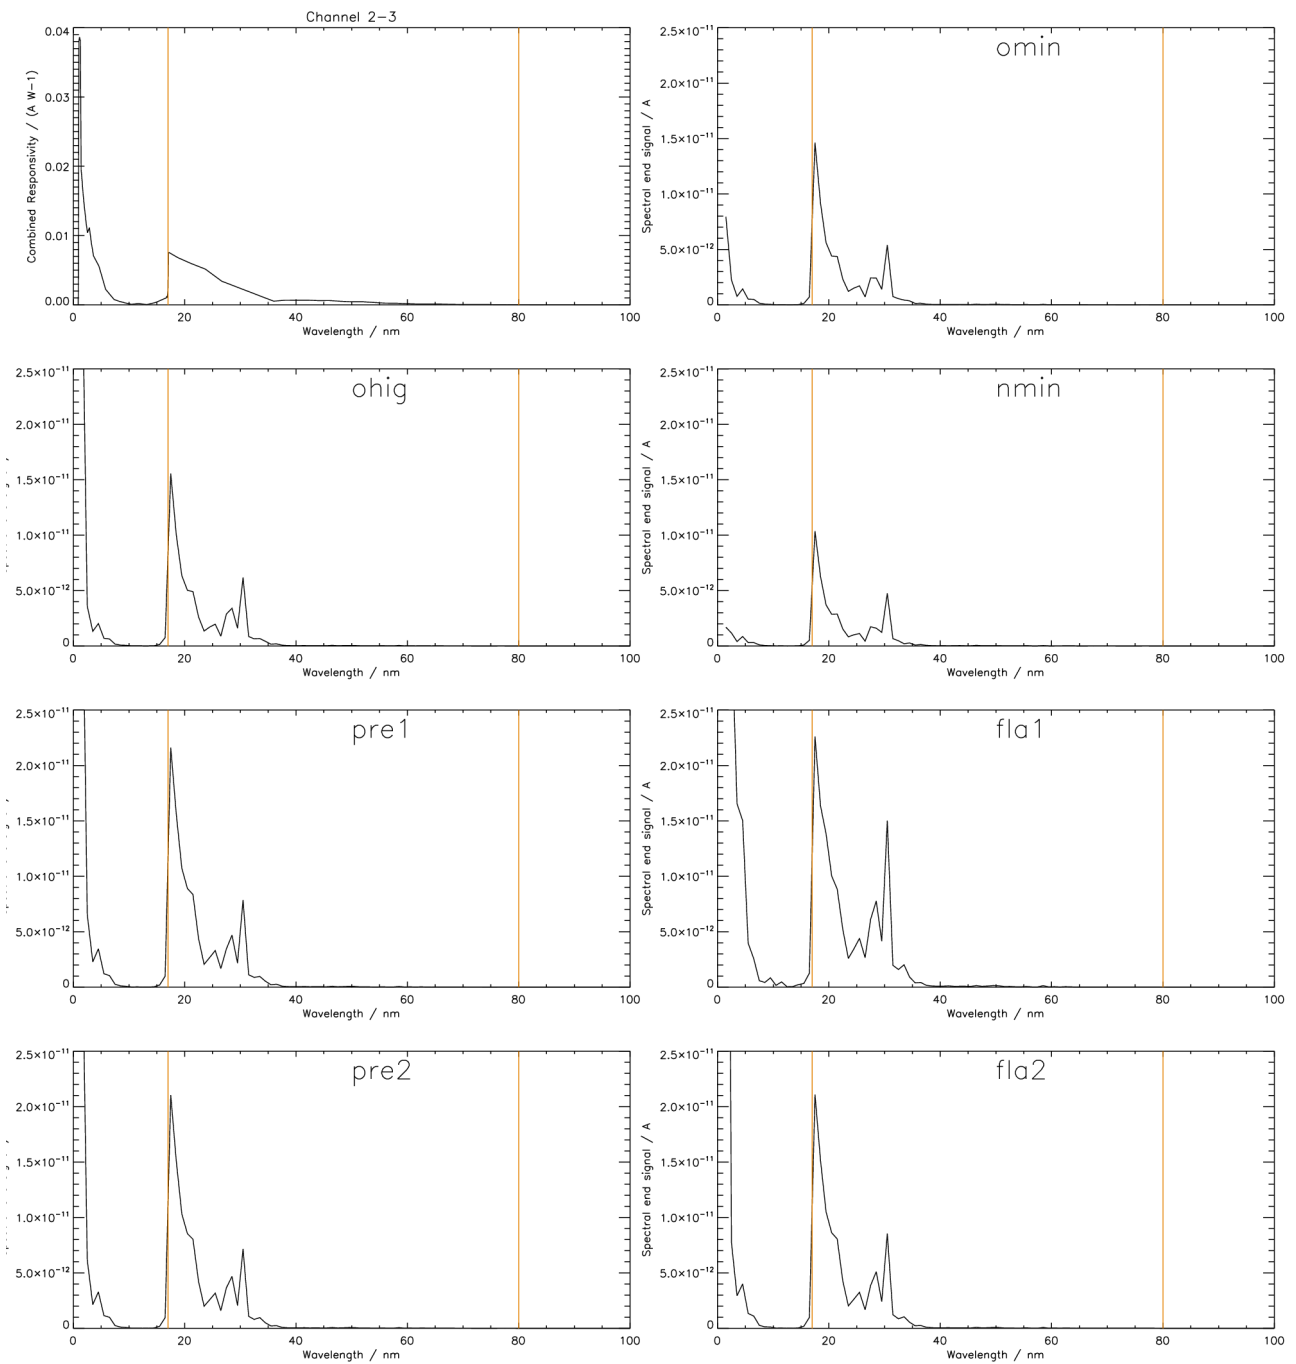 Channel 2-3
0.04
0.03
0.02
0.01
0.00
Combined Responsivity / (A W-1)
0 20 40 60 80 100
Wavelength / nm
omin
2.5×10⁻¹¹
2.0×10⁻¹¹
1.5×10⁻¹¹
1.0×10⁻¹¹
5.0×10⁻¹²
0
Spectral end signal / A
0 20 40 60 80 100
Wavelength / nm
ohig
2.5×10⁻¹¹
2.0×10⁻¹¹
1.5×10⁻¹¹
1.0×10⁻¹¹
5.0×10⁻¹²
0
0 20 40 60 80 100
Wavelength / nm
nmin
2.5×10⁻¹¹
2.0×10⁻¹¹
1.5×10⁻¹¹
1.0×10⁻¹¹
5.0×10⁻¹²
0
Spectral end signal / A
0 20 40 60 80 100
Wavelength / nm
pre1
2.5×10⁻¹¹
2.0×10⁻¹¹
1.5×10⁻¹¹
1.0×10⁻¹¹
5.0×10⁻¹²
0
0 20 40 60 80 100
Wavelength / nm
fla1
2.5×10⁻¹¹
2.0×10⁻¹¹
1.5×10⁻¹¹
1.0×10⁻¹¹
5.0×10⁻¹²
0
Spectral end signal / A
0 20 40 60 80 100
Wavelength / nm
pre2
2.5×10⁻¹¹
2.0×10⁻¹¹
1.5×10⁻¹¹
1.0×10⁻¹¹
5.0×10⁻¹²
0
0 20 40 60 80 100
Wavelength / nm
fla2
2.5×10⁻¹¹
2.0×10⁻¹¹
1.5×10⁻¹¹
1.0×10⁻¹¹
5.0×10⁻¹²
0
Spectral end signal / A
0 20 40 60 80 100
Wavelength / nm